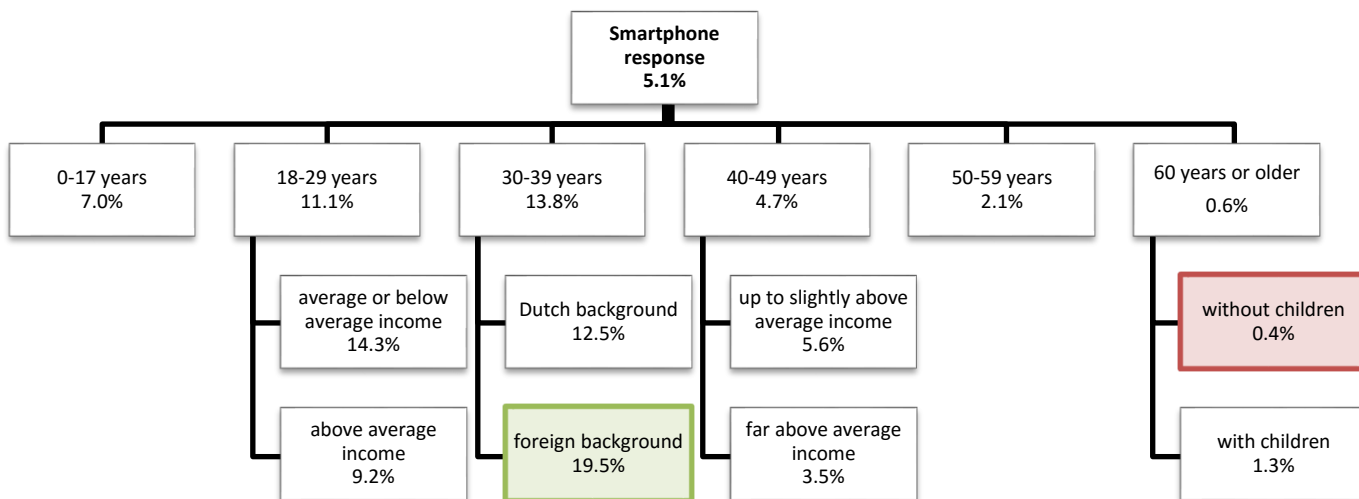 Smartphone
response
5.1%
0-17 years
7.0%
18-29 years
11.1%
30-39 years
13.8%
40-49 years
4.7%
50-59 years
2.1%
60 years or older
0.6%
average or below
average income
14.3%
Dutch background
12.5%
up to slightly above
average income
5.6%
without children
0.4%
above average
income
9.2%
foreign background
19.5%
far above average
income
3.5%
with children
1.3%